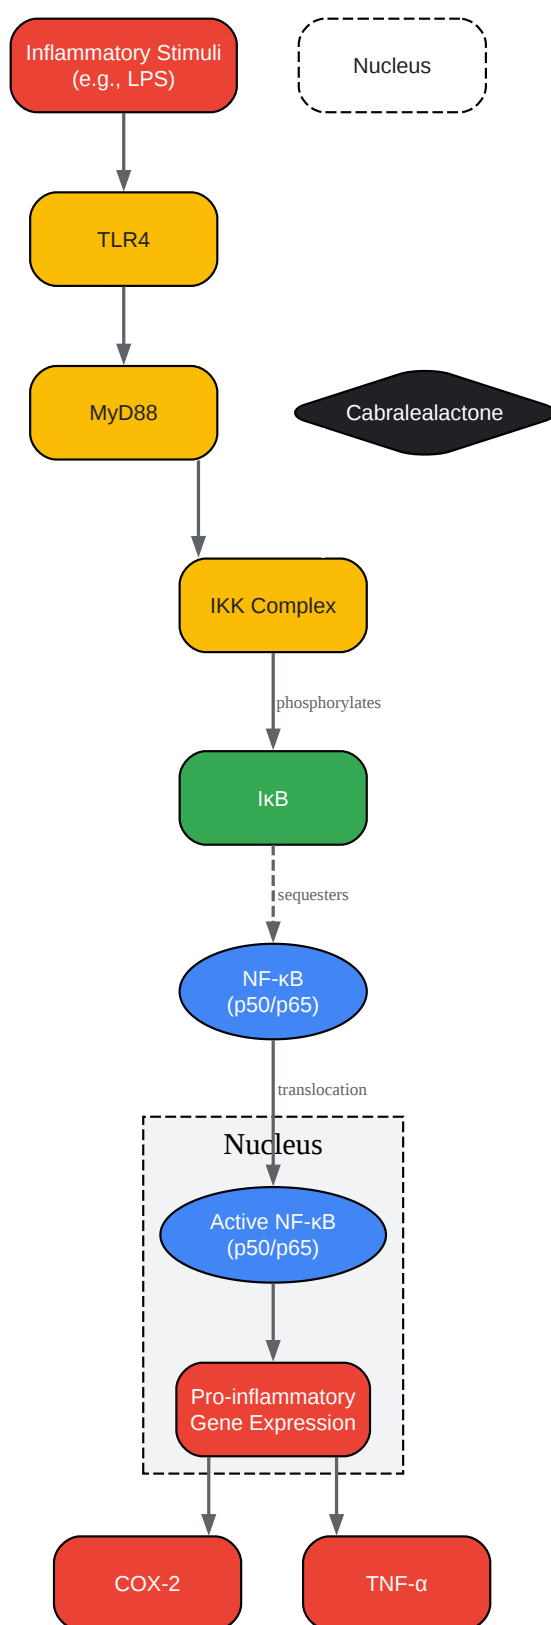 Inflammatory Stimuli
(e.g., LPS)
Nucleus
TLR4
MyD88
Cabralealactone
IKK Complex
phosphorylates
IκB
sequesters
NF-κB
(p50/p65)
translocation
Nucleus
Active NF-κB
(p50/p65)
Pro-inflammatory
Gene Expression
COX-2
TNF-α